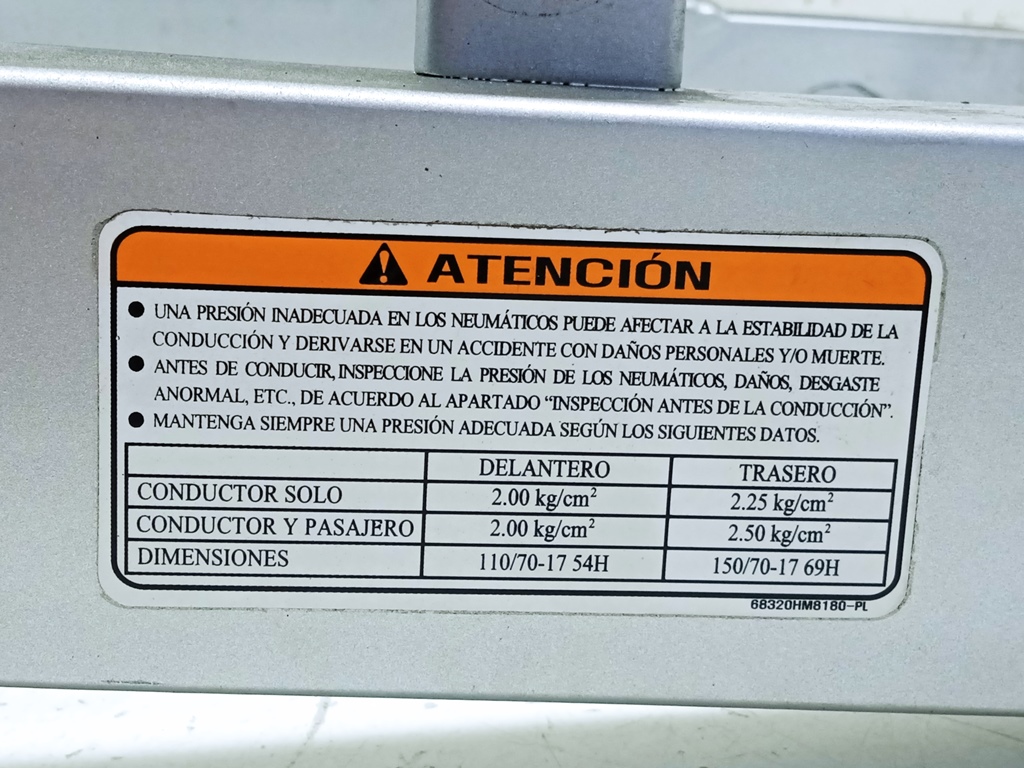 ATENCIÓN
● UNA PRESIÓN INADECUADA EN LOS NEUMÁTICOS PUEDE AFECTAR A LA ESTABILIDAD DE LA
CONDUCCIÓN Y DERIVARSE EN UN ACCIDENTE CON DAÑOS PERSONALES Y/O MUERTE.
● ANTES DE CONDUCIR, INSPECCIONE LA PRESIÓN DE LOS NEUMÁTICOS, DAÑOS, DESGASTE
ANORMAL, ETC., DE ACUERDO AL APARTADO “INSPECCIÓN ANTES DE LA CONDUCCIÓN”.
● MANTENGA SIEMPRE UNA PRESIÓN ADECUADA SEGÚN LOS SIGUIENTES DATOS.
DELANTERO TRASERO
CONDUCTOR SOLO 2.00 kg/cm² 2.25 kg/cm²
CONDUCTOR Y PASAJERO 2.00 kg/cm² 2.50 kg/cm²
DIMENSIONES 110/70-17 54H 150/70-17 69H
68320HM8180-PL